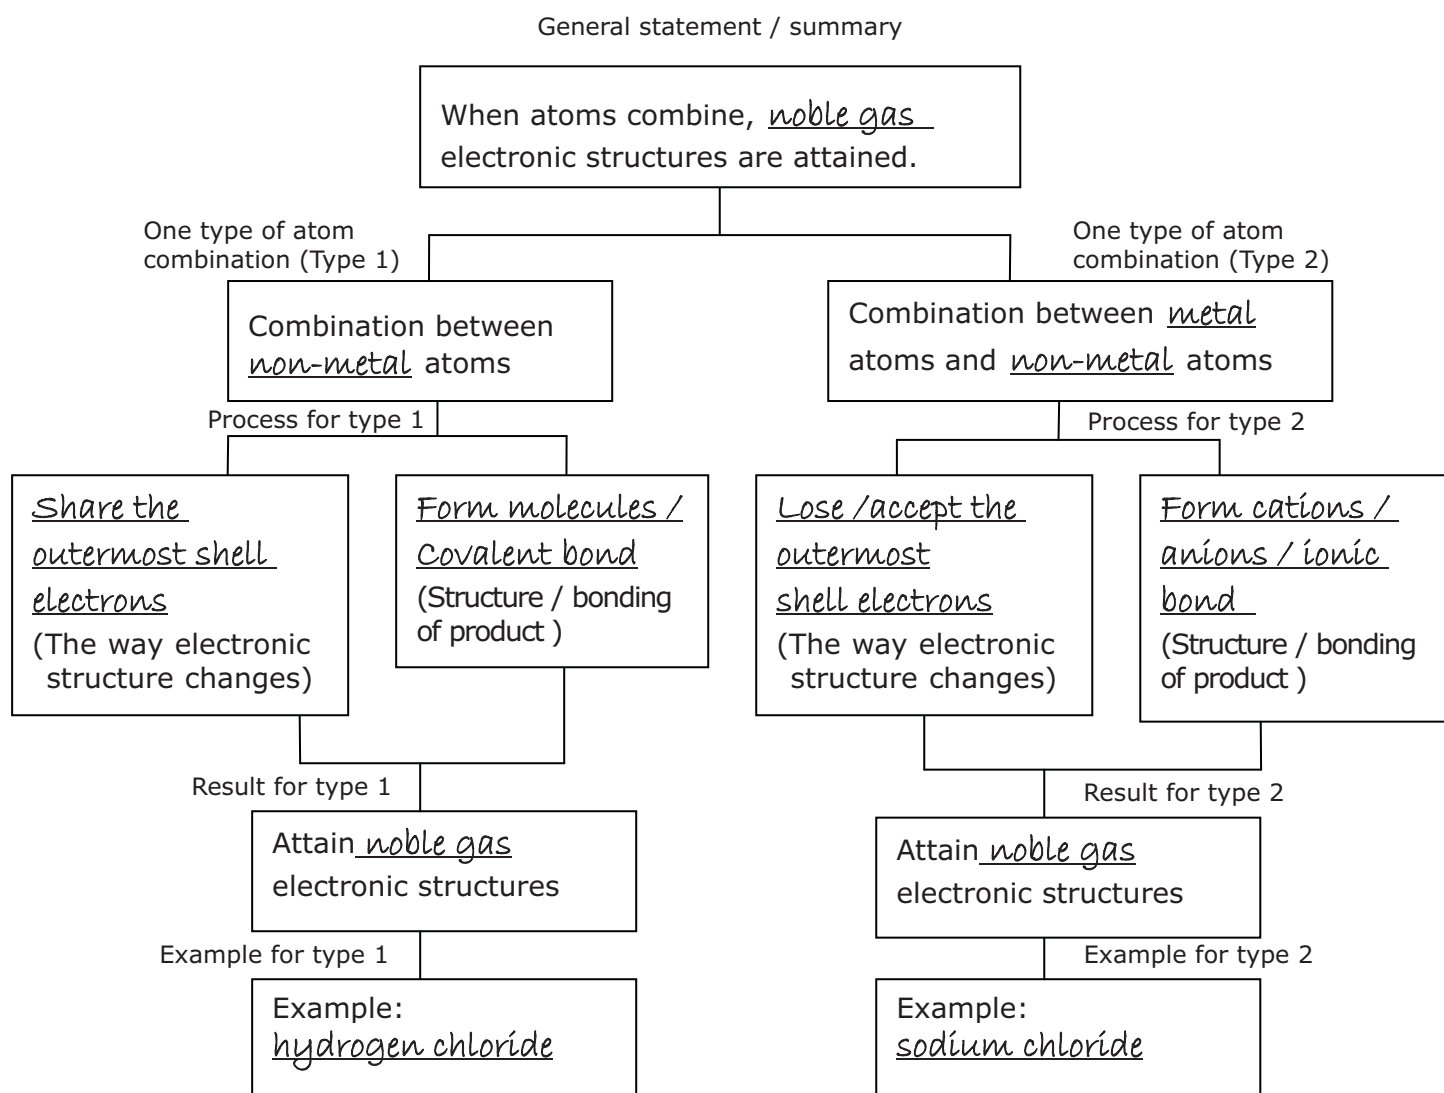 General statement / summary
When atoms combine, noble gas
electronic structures are attained.
One type of atom
combination (Type 1)
One type of atom
combination (Type 2)
Combination between
non-metal atoms
Combination between metal
atoms and non-metal atoms
Process for type 1
Process for type 2
Share the
outermost shell
electrons
(The way electronic
structure changes)
Form molecules /
Covalent bond
(Structure / bonding
of product )
Lose /accept the
outermost
shell electrons
(The way electronic
structure changes)
Form cations /
anions / ionic
bond
(Structure / bonding
of product )
Result for type 1
Result for type 2
Attain noble gas
electronic structures
Attain noble gas
electronic structures
Example for type 1
Example for type 2
Example:
hydrogen chloride
Example:
sodium chloride